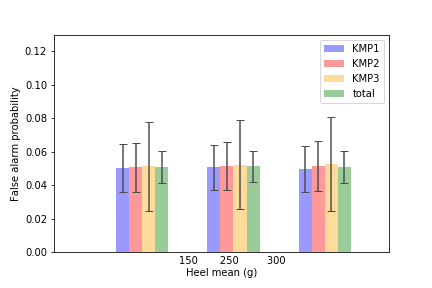 KMP1
KMP2
KMP3
total
False alarm probability
0.12
0.10
0.08
0.06
0.04
0.02
0.00
150 250 300
Heel mean (g)